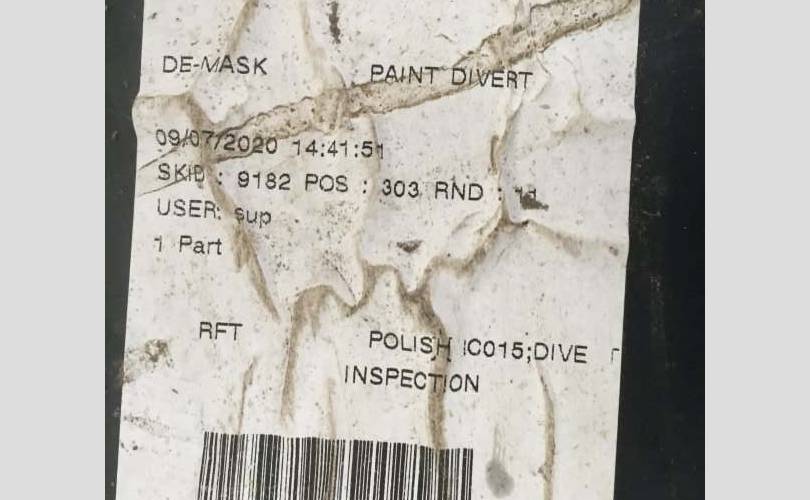 DE-MASK PAINT DIVERT
09/07/2020 14:41:51
SKID : 9182 POS : 303 RND :
USER: sup
1 Part
RFT POLISH IC015;DIVE
INSPECTION